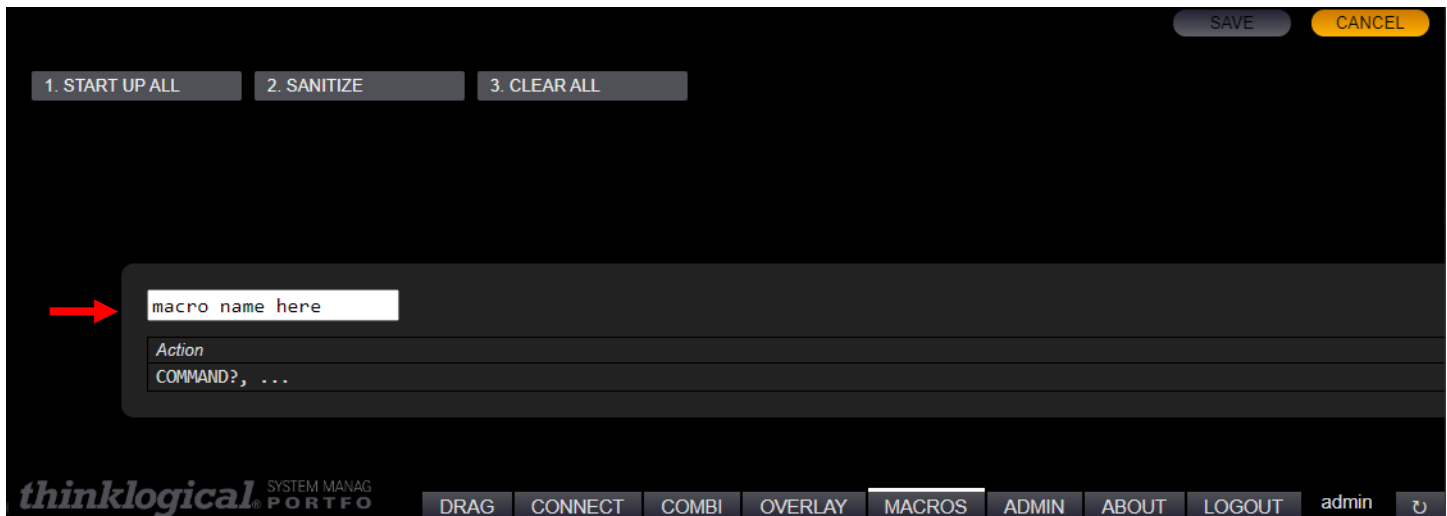 SAVE CANCEL
1. START UP ALL 2. SANITIZE 3. CLEAR ALL
macro name here
Action
COMMAND?, ...
thinklogical® SYSTEM MANAG
PORTFO
DRAG CONNECT COMBI OVERLAY MACROS ADMIN ABOUT LOGOUT admin ↻